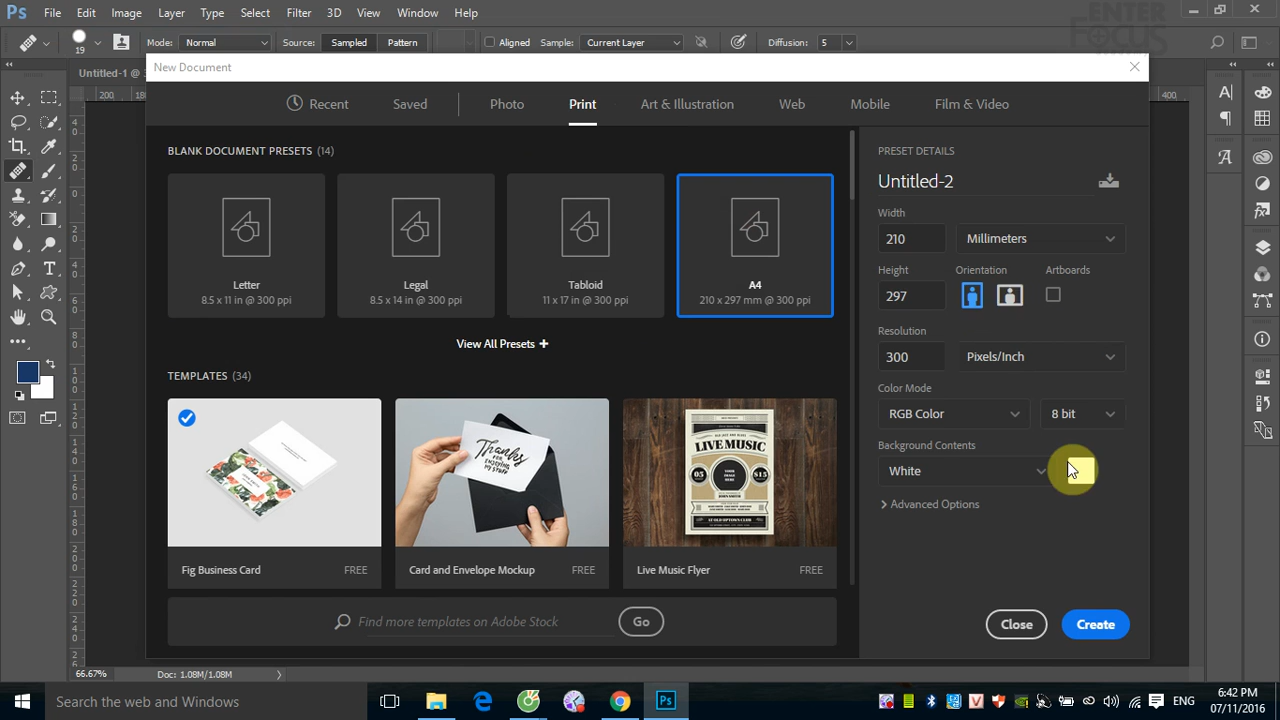 Ps File Edit Image Layer Type Select Filter 3D View Window Help
ENTER
FOCUS
19 Mode: Normal Source: Sampled Pattern Aligned Sample: Current Layer Diffusion: 5
Untitled-1 @
New Document
Recent Saved Photo Print Art & Illustration Web Mobile Film & Video
BLANK DOCUMENT PRESETS (14)
Letter
8.5 x 11 in @ 300 ppi
Legal
8.5 x 14 in @ 300 ppi
Tabloid
11 x 17 in @ 300 ppi
A4
210 x 297 mm @ 300 ppi
View All Presets +
TEMPLATES (34)
Thanks
LIVE MUSIC
Fig Business Card FREE
Card and Envelope Mockup FREE
Live Music Flyer FREE
Find more templates on Adobe Stock Go
PRESET DETAILS
Untitled-2
Width
210 Millimeters
Height Orientation Artboards
297
Resolution
300 Pixels/Inch
Color Mode
RGB Color 8 bit
Background Contents
White
Advanced Options
Close Create
66.67% Doc: 1.08M/1.08M
Search the web and Windows
ENG
6:42 PM
07/11/2016